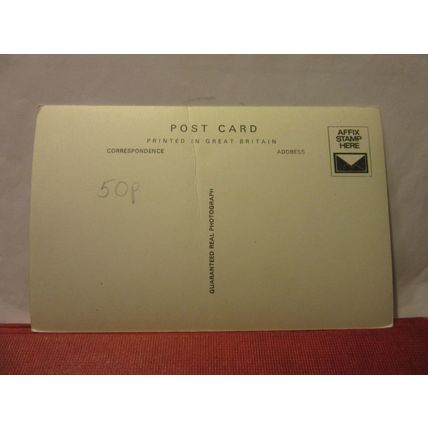 POST CARD
PRINTED IN GREAT BRITAIN
CORRESPONDENCE
ADDRESS
AFFIX
STAMP
HERE
50p
GUARANTEED REAL PHOTOGRAPH